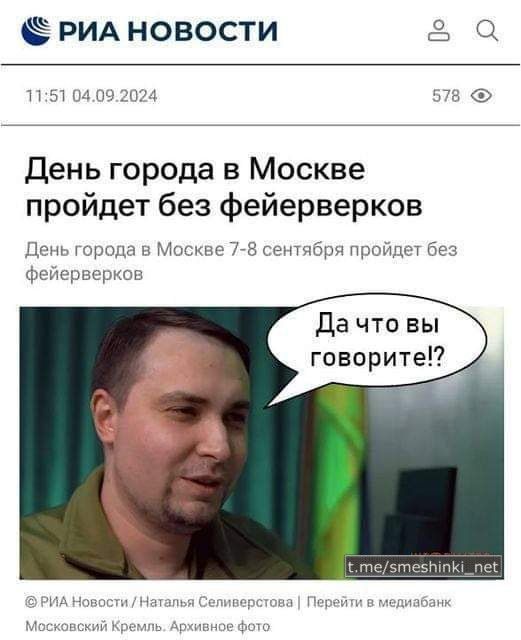 РИА НОВОСТИ
11:51 04.09.2024 578
День города в Москве
пройдет без фейерверков
День города в Москве 7-8 сентября пройдет без
фейерверков
Да что вы
говорите!?
t.me/smeshinki_net
© РИА Новости / Наталья Селиверстова | Перейти в медиабанк
Московский Кремль. Архивное фото